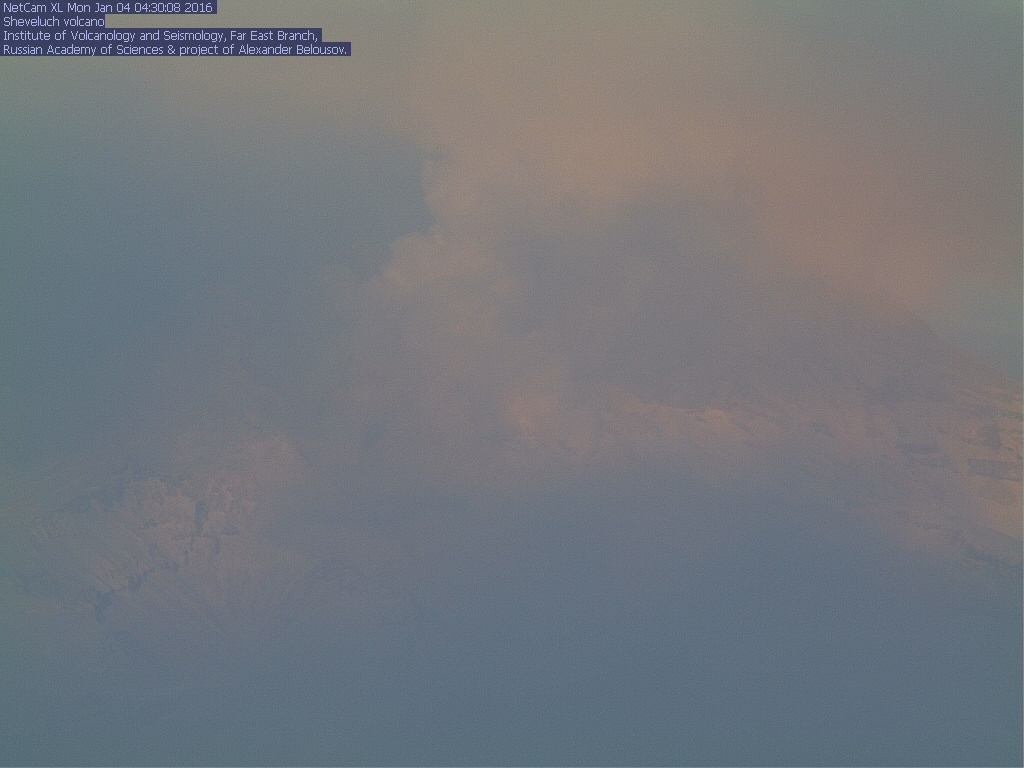 NetCam XL Mon Jan 04 04:30:08 2016
Sheveluch volcano
Institute of Volcanology and Seismology, Far East Branch,
Russian Academy of Sciences & project of Alexander Belousov.